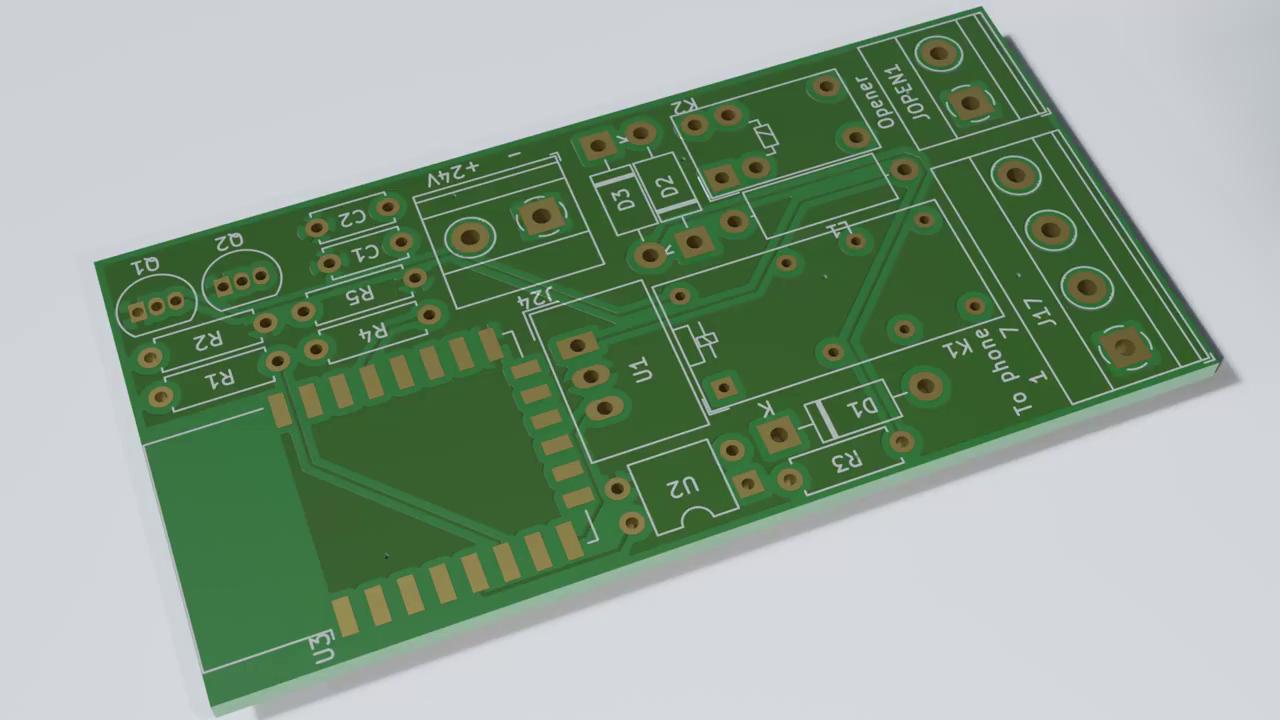 Q1
Q2
C2
C1
R5
R4
R2
R1
+24V
–
J24
K
D3
D2
K
K2
Opener
JOPEN1
L1
U1
K1
To Phone
1
7
J17
K
D1
R3
U2
U3